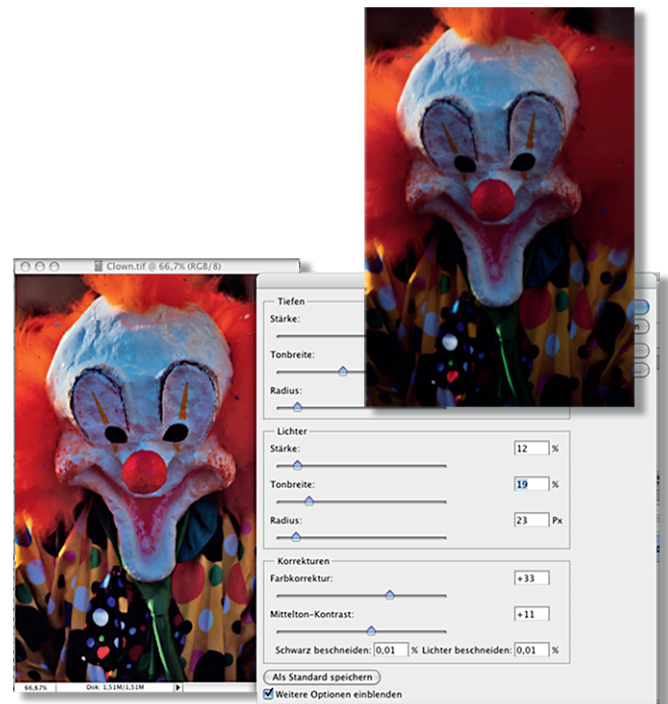 Clown.tif @ 66,7% (RGB/8)
Tiefen
Stärke:
Tonbreite:
Radius:
Lichter
Stärke: 12 %
Tonbreite: 19 %
Radius: 23 Px
Korrekturen
Farbkorrektur: +33
Mittelton-Kontrast: +11
Schwarz beschneiden: 0,01 % Lichter beschneiden: 0,01 %
Als Standard speichern
Weitere Optionen einblenden
66,67% Dok: 1,51M/1,51M